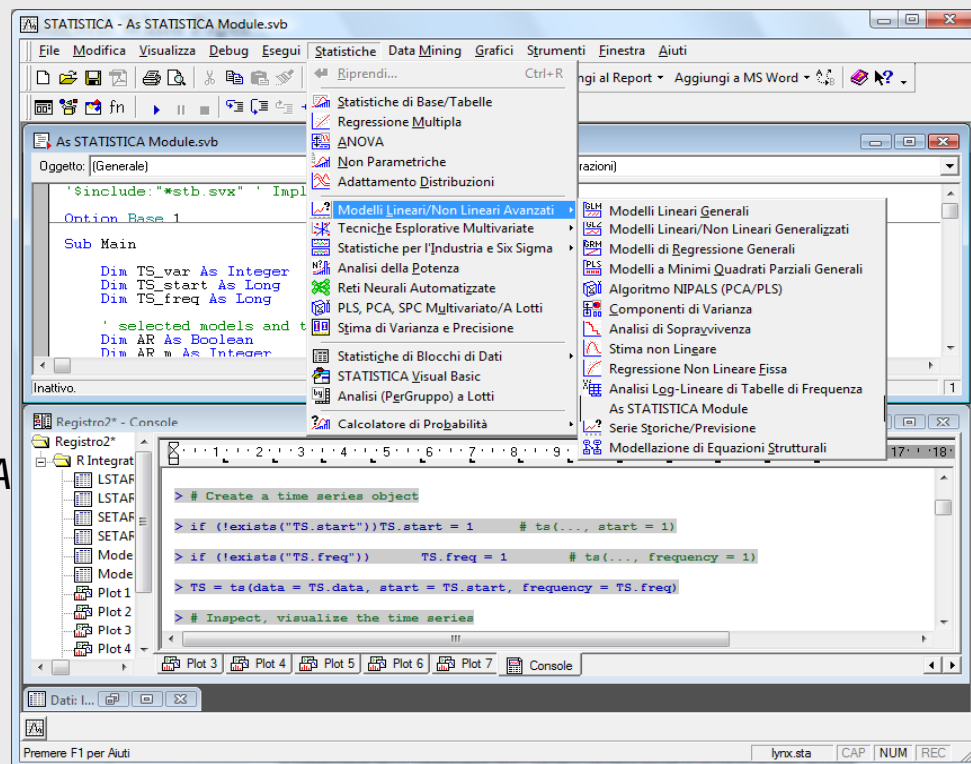 STATISTICA - As STATISTICA Module.svb
File Modifica Visualizza Debug Esegui Statistiche Data Mining Grafici Strumenti Finestra Aiuti
Riprendi... Ctrl+R
ngi al Report Aggiungi a MS Word
fn
Statistiche di Base/Tabelle
Regressione Multipla
ANOVA
Non Parametriche
Adattamento Distribuzioni
Modelli Lineari/Non Lineari Avanzati
Tecniche Esplorative Multivariate
Statistiche per l'Industria e Six Sigma
Analisi della Potenza
Reti Neurali Automatizzate
PLS, PCA, SPC Multivariato/A Lotti
Stima di Varianza e Precisione
Statistiche di Blocchi di Dati
STATISTICA Visual Basic
Analisi (PerGruppo) a Lotti
Calcolatore di Probabilità
Modelli Lineari Generali
Modelli Lineari/Non Lineari Generalizzati
Modelli di Regressione Generali
Modelli a Minimi Quadrati Parziali Generali
Algoritmo NIPALS (PCA/PLS)
Componenti di Varianza
Analisi di Sopravvivenza
Stima non Lineare
Regressione Non Lineare Fissa
Analisi Log-Lineare di Tabelle di Frequenza
As STATISTICA Module
Serie Storiche/Previsione
Modellazione di Equazioni Strutturali
As STATISTICA Module.svb
Oggetto: (Generale)
razioni)
'$include:"*stb.svx" ' Impl
Option Base 1
Sub Main
Dim TS_var As Integer
Dim TS_start As Long
Dim TS_freq As Long
' selected models and t
Dim AR As Boolean
Dim AR_m As Integer
Inattivo.
1
Registro2* - Console
Registro2*
R Integrat
LSTAR
LSTAR
SETAR
SETAR
Mode
Mode
Plot 1
Plot 2
Plot 3
Plot 4
A
1 2 3 4 5 6 7 8 9 17 18
> # Create a time series object
> if (!exists("TS.start"))TS.start = 1 # ts(..., start = 1)
> if (!exists("TS.freq")) TS.freq = 1 # ts(..., frequency = 1)
> TS = ts(data = TS.data, start = TS.start, frequency = TS.freq)
> # Inspect, visualize the time series
Plot 3 Plot 4 Plot 5 Plot 6 Plot 7 Console
Dati: l...
Premere F1 per Aiuti
lynx.sta CAP NUM REC